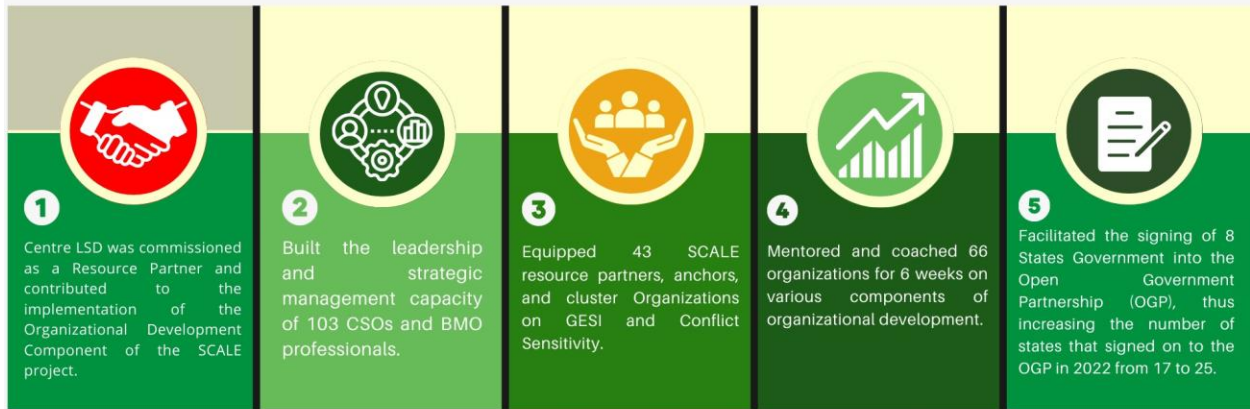 1
Centre LSD was commissioned
as a Resource Partner and
contributed to the
implementation of the
Organizational Development
Component of the SCALE
project.
2
Built the leadership
and strategic
management capacity
of 103 CSOs and BMO
professionals.
3
Equipped 43 SCALE
resource partners, anchors,
and cluster Organizations
on GESI and Conflict
Sensitivity.
4
Mentored and coached 66
organizations for 6 weeks on
various components of
organizational development.
5
Facilitated the signing of 8
States Government into the
Open Government
Partnership (OGP), thus
increasing the number of
states that signed on to the
OGP in 2022 from 17 to 25.